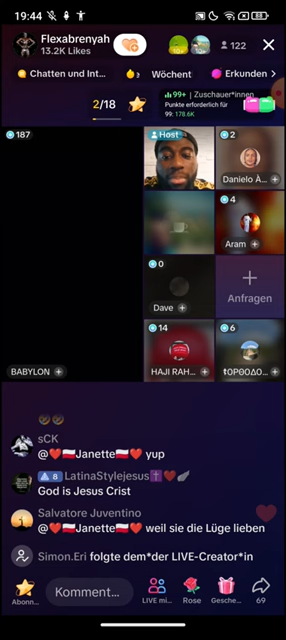 19:44
58
Flexabrenyah
13.2K Likes
122
Chatten und Int...
Wöchent
Erkunden >
2/18
99+ | Zuschauer*innen
Punkte erforderlich für
99: 178.6K
187
Host
2
Danielo À...
4
Aram
0
Dave
Anfragen
14
6
BABYLON
HAJI RAH...
sCK
@❤️🇵🇱Janette🇵🇱❤️ yup
8 LatinaStylejesus✝️❤️🪽
God is Jesus Crist
Salvatore Juventino
@❤️🇵🇱Janette🇵🇱❤️ weil sie die Lüge lieben
Simon.Eri folgte dem*der LIVE-Creator*in
Abonn...
Kommentar...
LIVE mi...
Rose
Gesche...
69